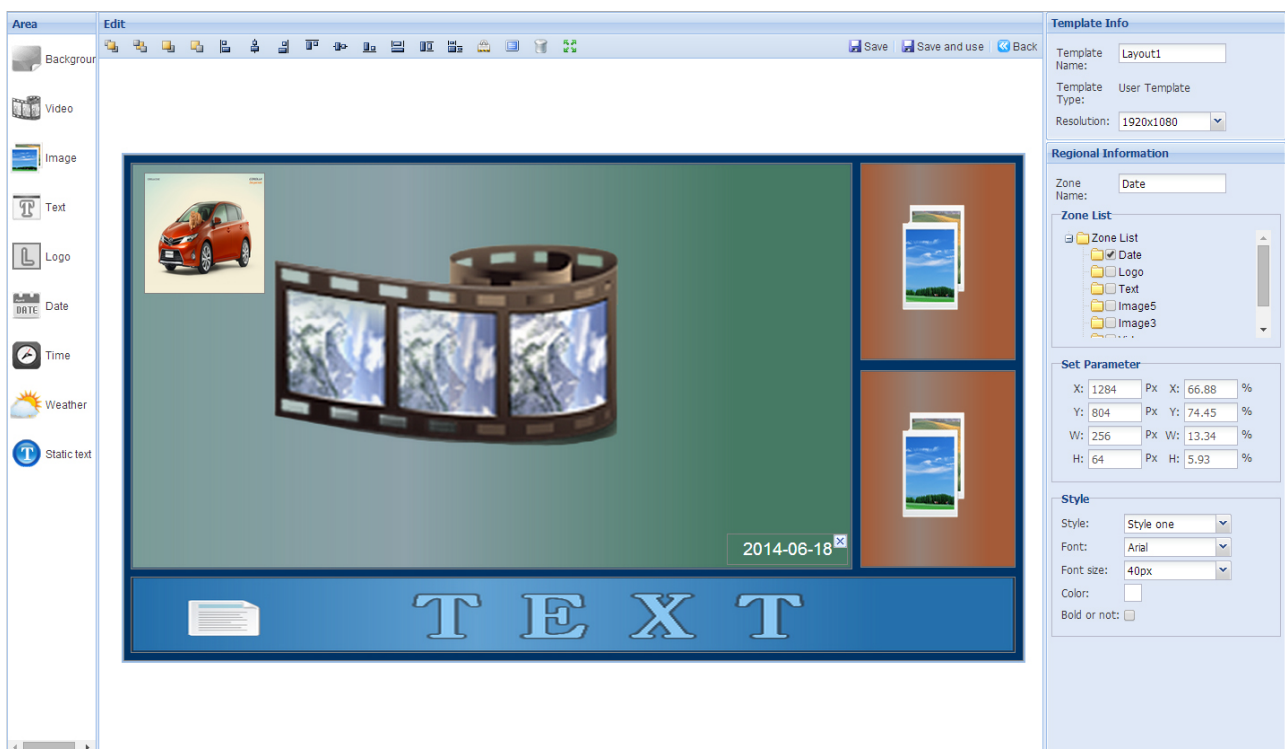 Area
Backgroun
Video
Image
Text
Logo
DATE
Date
Time
Weather
Static text
Edit
Save
Save and use
Back
2014-06-18
TEXT
Template Info
Template Name: Layout1
Template Type: User Template
Resolution: 1920x1080
Regional Information
Zone Name: Date
Zone List
Zone List
Date
Logo
Text
Image5
Image3
Set Parameter
X: 1284 Px X: 66.88 %
Y: 804 Px Y: 74.45 %
W: 256 Px W: 13.34 %
H: 64 Px H: 5.93 %
Style
Style: Style one
Font: Arial
Font size: 40px
Color:
Bold or not: